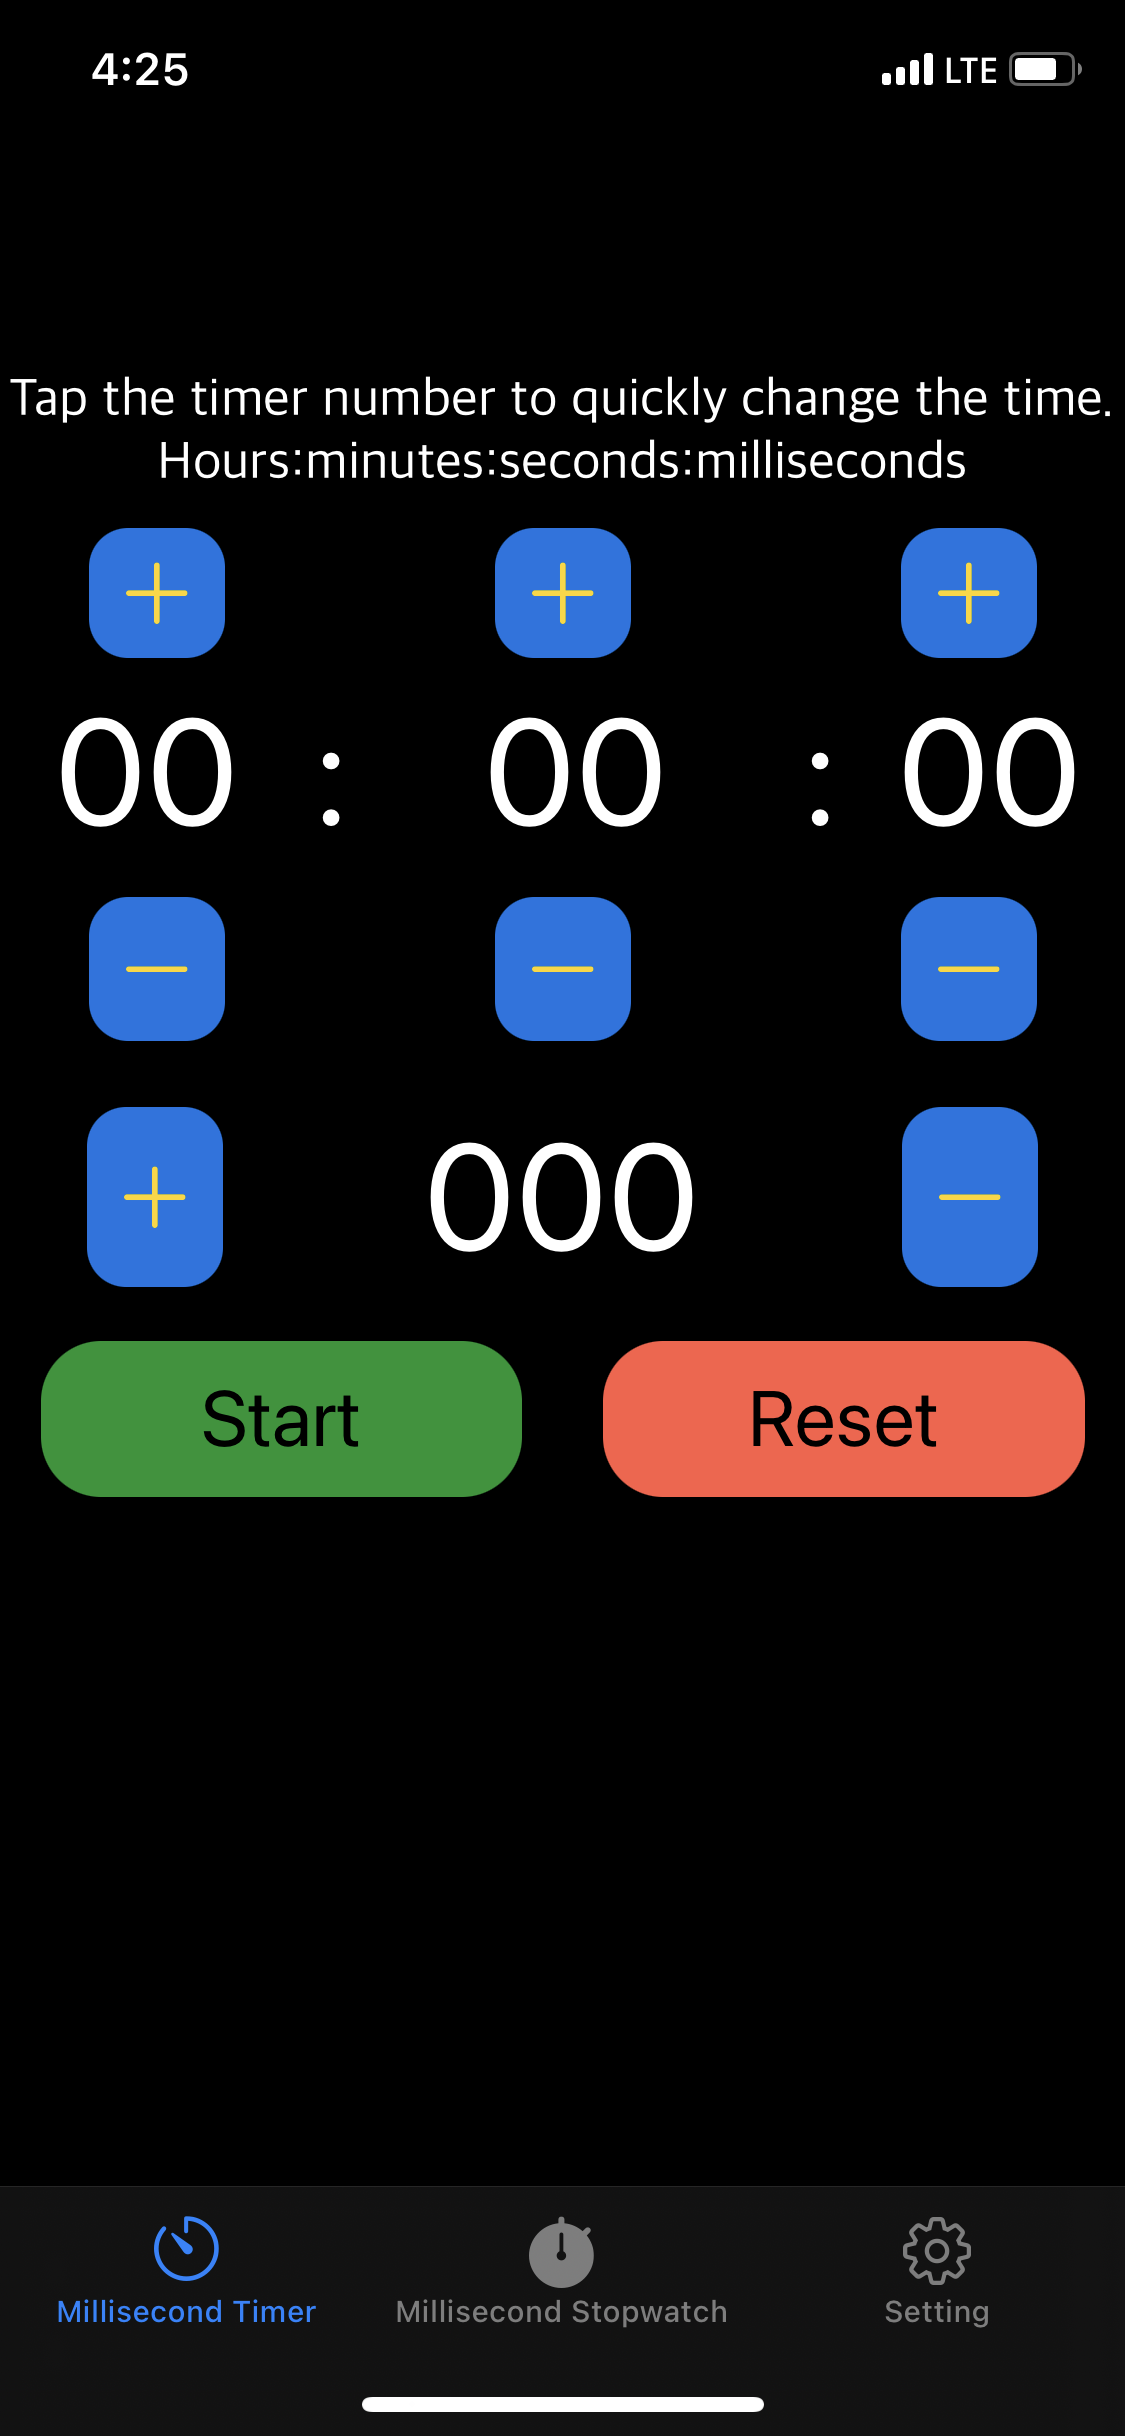 4:25 LTE
Tap the timer number to quickly change the time.
Hours:minutes:seconds:milliseconds
+ + +
00 : 00 : 00
− − −
+ 000 −
Start Reset
Millisecond Timer Millisecond Stopwatch Setting